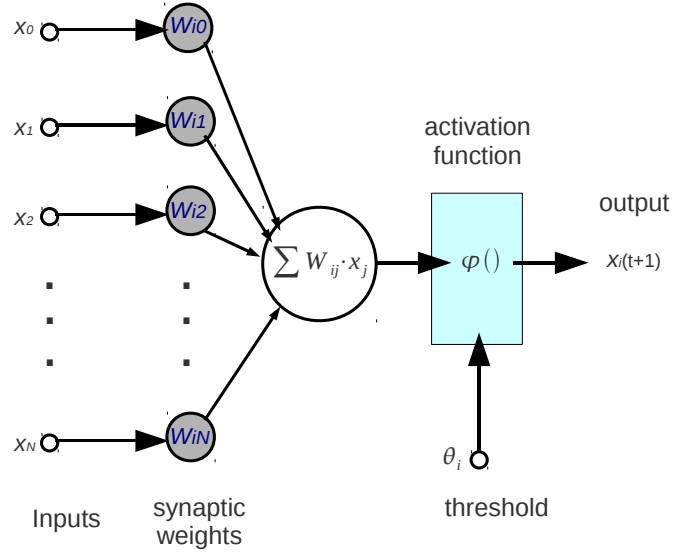 x0
Wi0
x1
Wi1
activation
function
x2
Wi2
output
∑ Wij·xj
φ()
xi(t+1)
xN
WiN
θi
Inputs
synaptic
weights
threshold